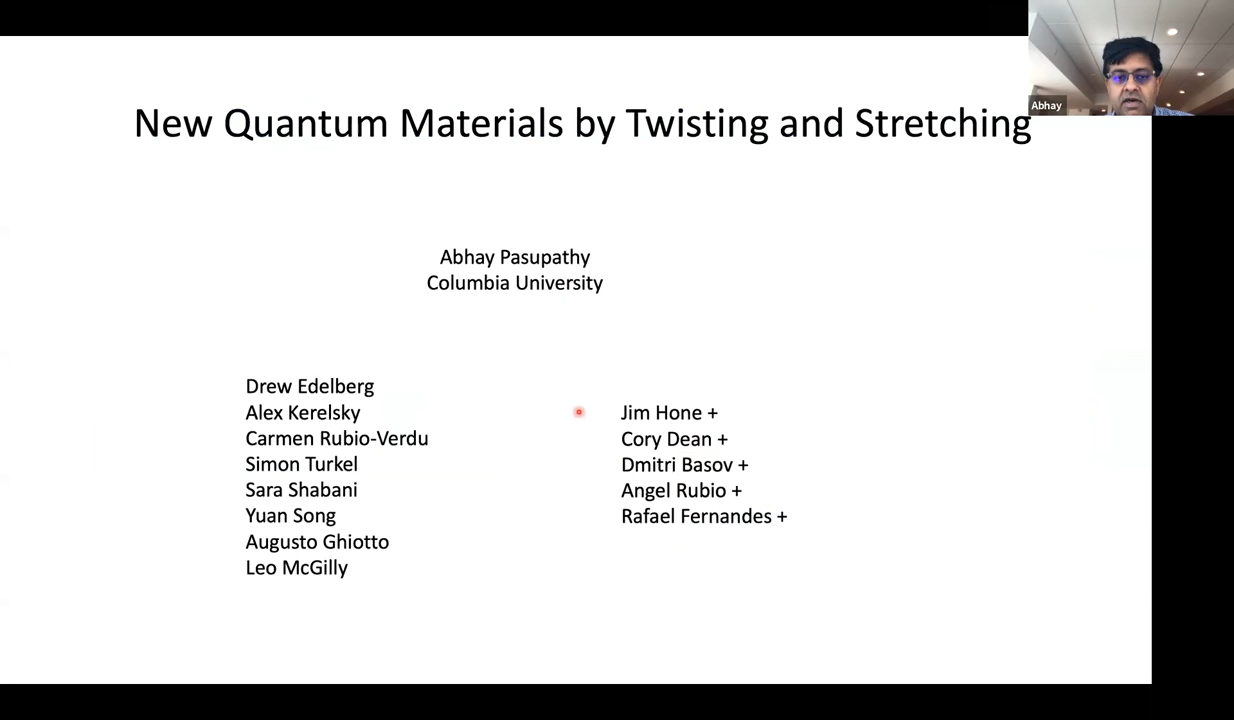 New Quantum Materials by Twisting and Stretching
Abhay
Abhay Pasupathy
Columbia University
Drew Edelberg
Alex Kerelsky
Carmen Rubio-Verdu
Simon Turkel
Sara Shabani
Yuan Song
Augusto Ghiotto
Leo McGilly
Jim Hone +
Cory Dean +
Dmitri Basov +
Angel Rubio +
Rafael Fernandes +